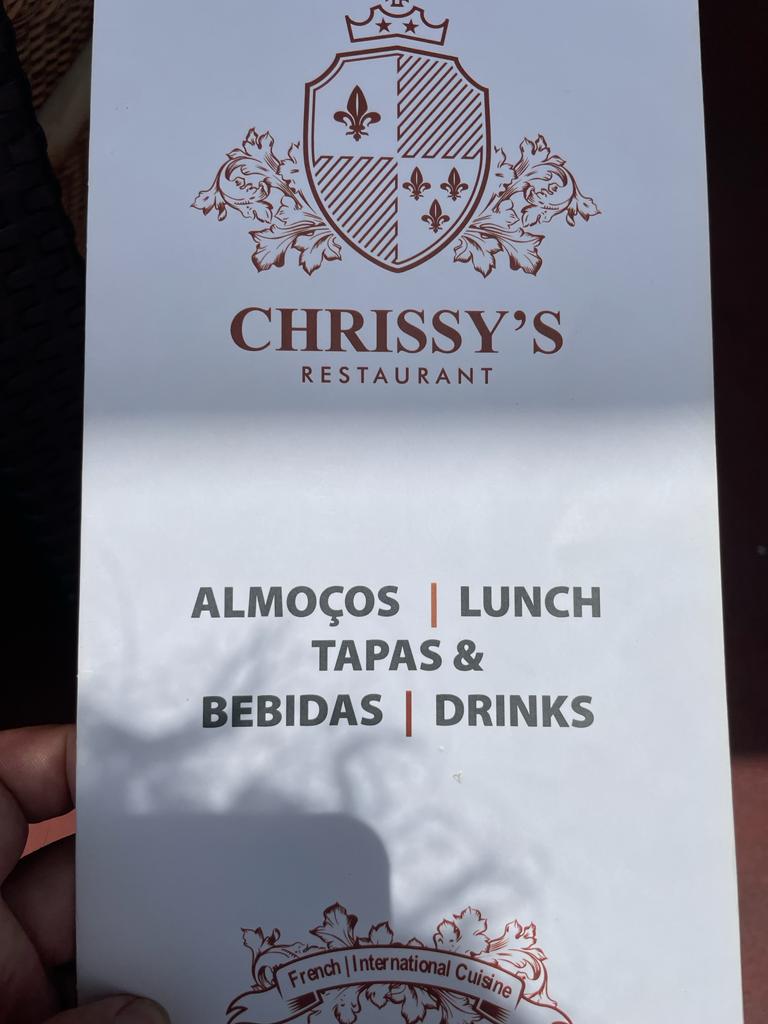 CHRISSY'S
RESTAURANT
ALMOÇOS | LUNCH
TAPAS &
BEBIDAS | DRINKS
French | International Cuisine